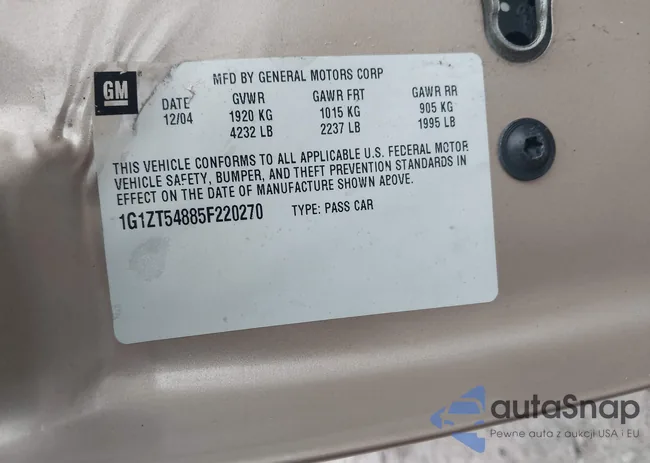 MFD BY GENERAL MOTORS CORP
GM
DATE GVWR GAWR FRT GAWR RR
12/04 1920 KG 1015 KG 905 KG
4232 LB 2237 LB 1995 LB
THIS VEHICLE CONFORMS TO ALL APPLICABLE U.S. FEDERAL MOTOR
VEHICLE SAFETY, BUMPER, AND THEFT PREVENTION STANDARDS IN
EFFECT ON THE DATE OF MANUFACTURE SHOWN ABOVE.
1G1ZT54885F220270 TYPE: PASS CAR
autaSnap
Pewne auta z aukcji USA i EU